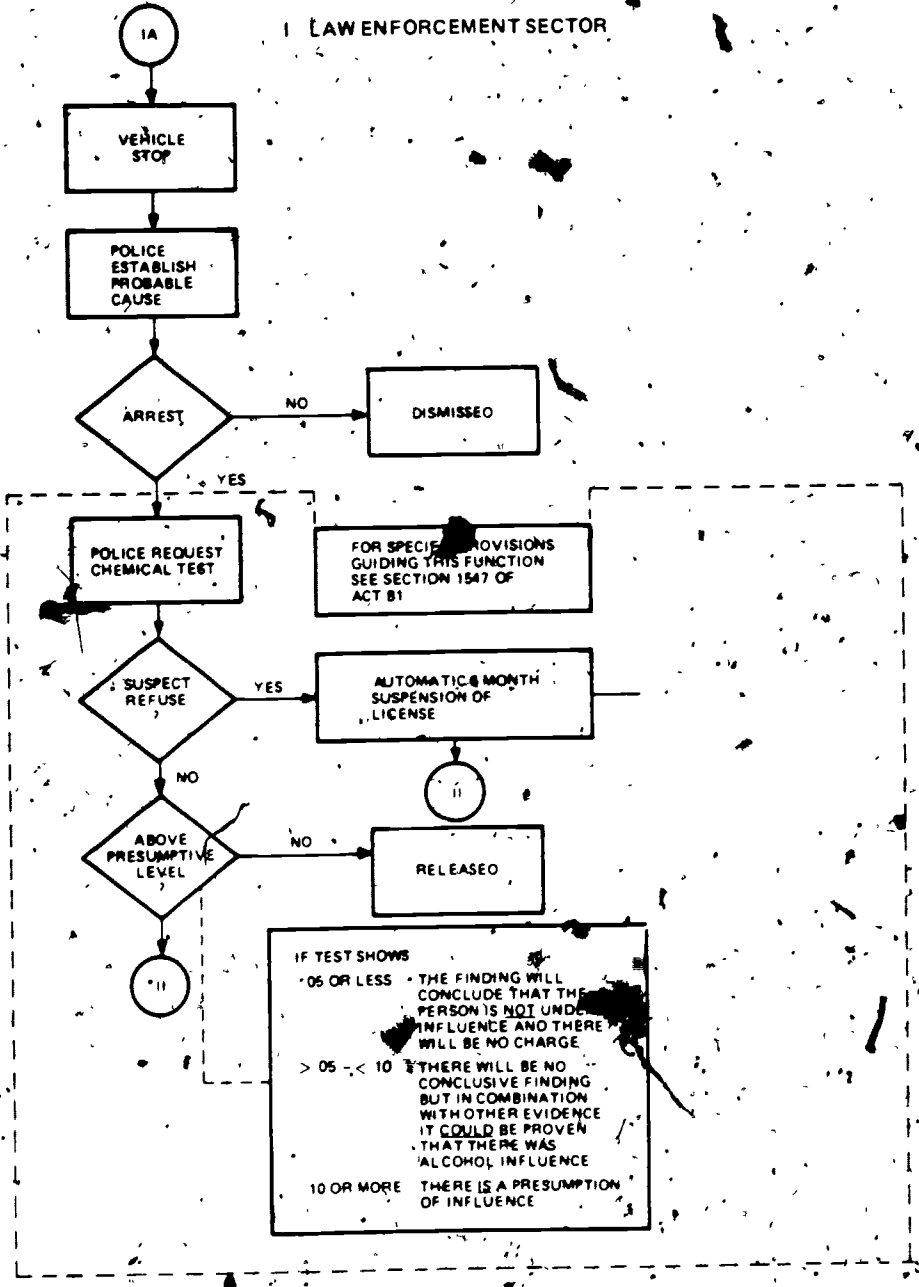 I LAW ENFORCEMENT SECTOR
IA
VEHICLE
STOP
POLICE
ESTABLISH
PROBABLE
CAUSE
ARREST
NO
DISMISSED
YES
POLICE REQUEST
CHEMICAL TEST
FOR
GUIDING THIS FUNCTION
SEE SECTION 1547 OF
ACT 81
SUSPECT
REFUSE
?
YES
AUTOMATIC 6 MONTH
SUSPENSION OF
LICENSE
II
NO
ABOVE
PRESUMPTIVE
LEVEL
?
NO
RELEASED
II
IF TEST SHOWS
05 OR LESS - THE FINDING WILL
CONCLUDE THAT THE
PERSON IS NOT
INFLUENCE AND THERE
WILL BE NO CHARGE
> 05 - < 10 THERE WILL BE NO
CONCLUSIVE FINDING
BUT IN COMBINATION
WITH OTHER EVIDENCE
IT COULD BE PROVEN
THAT THERE WAS
ALCOHOL INFLUENCE
10 OR MORE THERE IS A PRESUMPTION
OF INFLUENCE